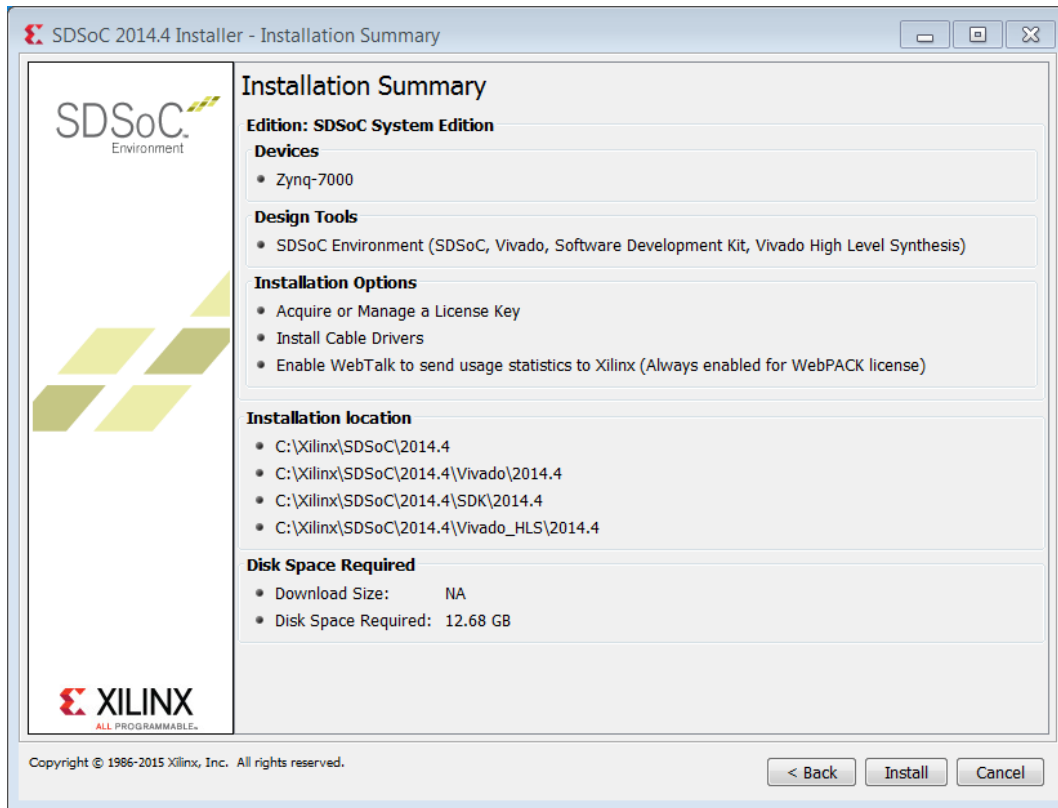 SDSoC 2014.4 Installer - Installation Summary
SDSoC™
Environment
Installation Summary
Edition: SDSoC System Edition
Devices
• Zynq-7000
Design Tools
• SDSoC Environment (SDSoC, Vivado, Software Development Kit, Vivado High Level Synthesis)
Installation Options
• Acquire or Manage a License Key
• Install Cable Drivers
• Enable WebTalk to send usage statistics to Xilinx (Always enabled for WebPACK license)
Installation location
• C:\Xilinx\SDSoC\2014.4
• C:\Xilinx\SDSoC\2014.4\Vivado\2014.4
• C:\Xilinx\SDSoC\2014.4\SDK\2014.4
• C:\Xilinx\SDSoC\2014.4\Vivado_HLS\2014.4
Disk Space Required
• Download Size: NA
• Disk Space Required: 12.68 GB
XILINX
ALL PROGRAMMABLE™
Copyright © 1986-2015 Xilinx, Inc. All rights reserved.
< Back Install Cancel